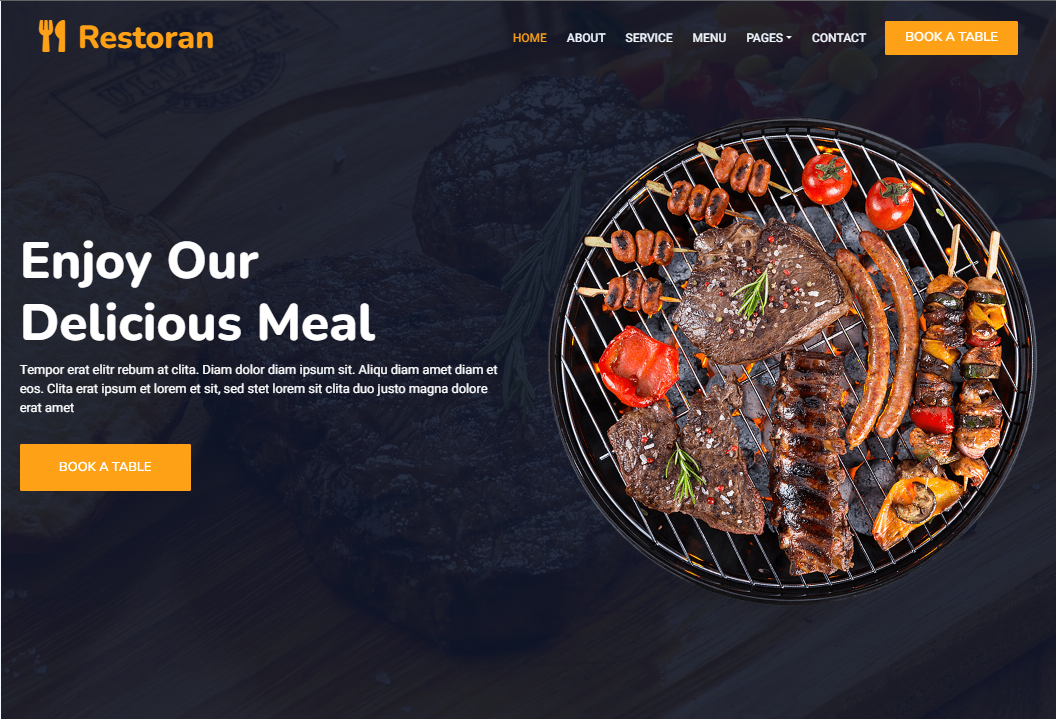 Restoran
HOME ABOUT SERVICE MENU PAGES CONTACT BOOK A TABLE
Enjoy Our
Delicious Meal
Tempor erat elitr rebum at clita. Diam dolor diam ipsum sit. Aliqu diam amet diam et
eos. Clita erat ipsum et lorem et sit, sed stet lorem sit clita duo justo magna dolore
erat amet
BOOK A TABLE